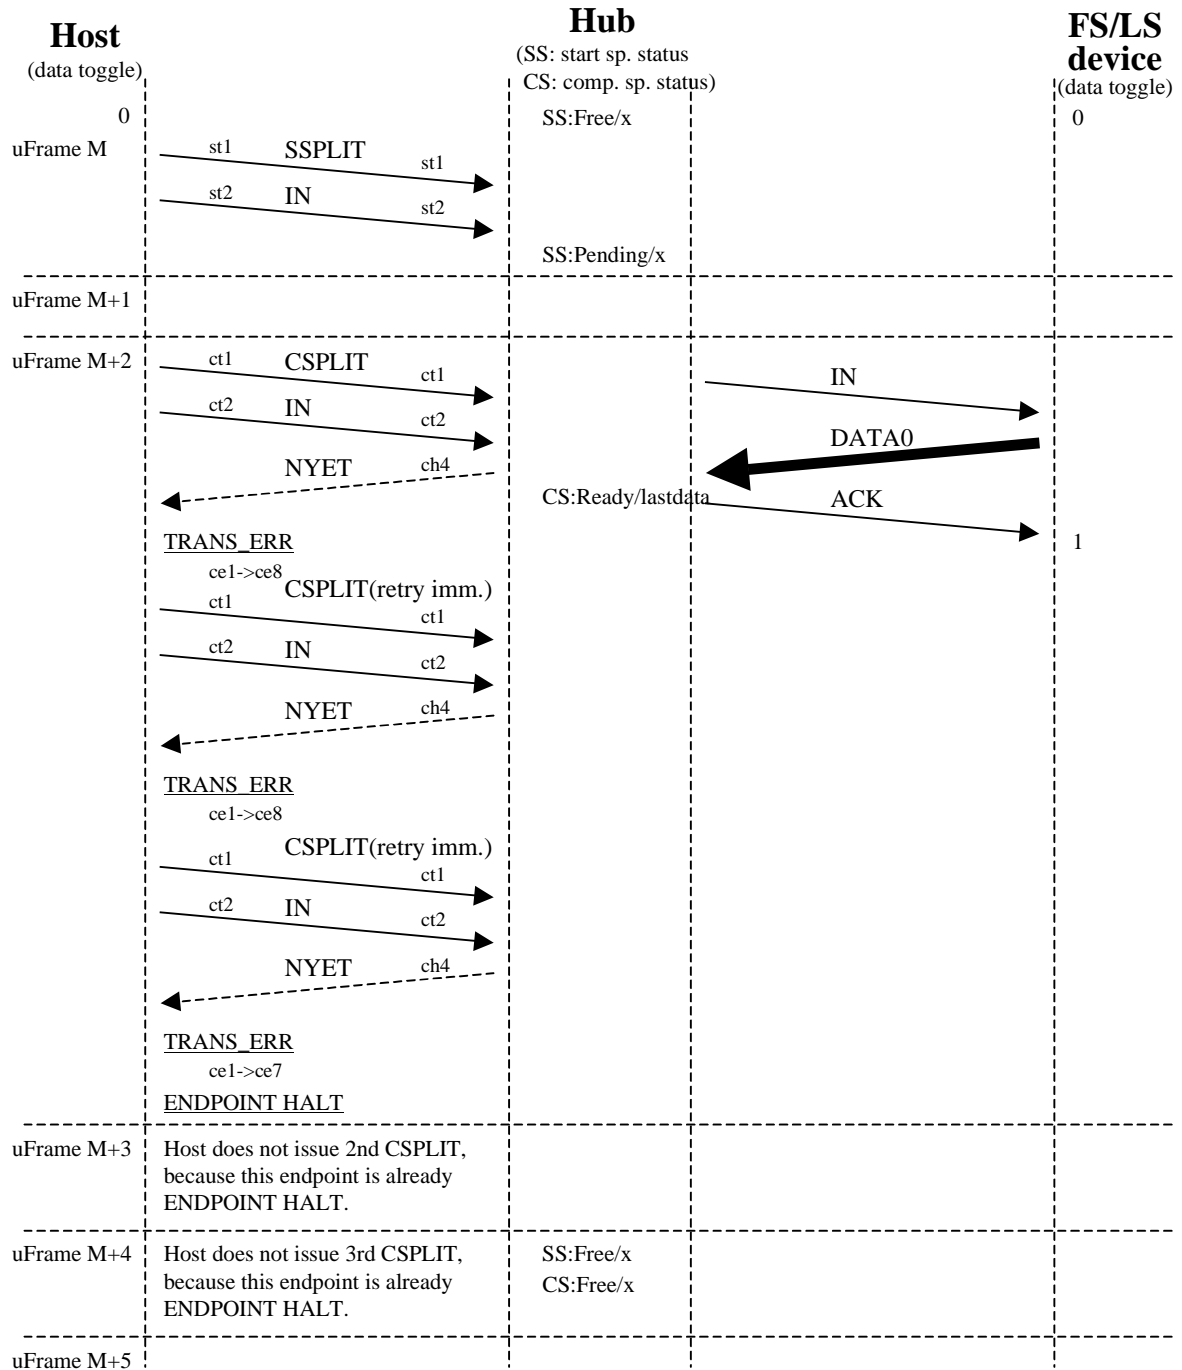 Host
(data toggle)
Hub
(SS: start sp. status
CS: comp. sp. status)
FS/LS
device
(data toggle)
0
SS:Free/x
0
uFrame M
st1
SSPLIT
st1
st2
IN
st2
SS:Pending/x
uFrame M+1
uFrame M+2
ct1
CSPLIT
ct1
IN
ct2
IN
ct2
DATA0
NYET
ch4
CS:Ready/lastdata
ACK
TRANS_ERR
1
ce1->ce8
CSPLIT(retry imm.)
ct1
ct1
ct2
IN
ct2
NYET
ch4
TRANS_ERR
ce1->ce8
CSPLIT(retry imm.)
ct1
ct1
ct2
IN
ct2
NYET
ch4
TRANS_ERR
ce1->ce7
ENDPOINT HALT
uFrame M+3
Host does not issue 2nd CSPLIT,
because this endpoint is already
ENDPOINT HALT.
uFrame M+4
Host does not issue 3rd CSPLIT,
because this endpoint is already
ENDPOINT HALT.
SS:Free/x
CS:Free/x
uFrame M+5